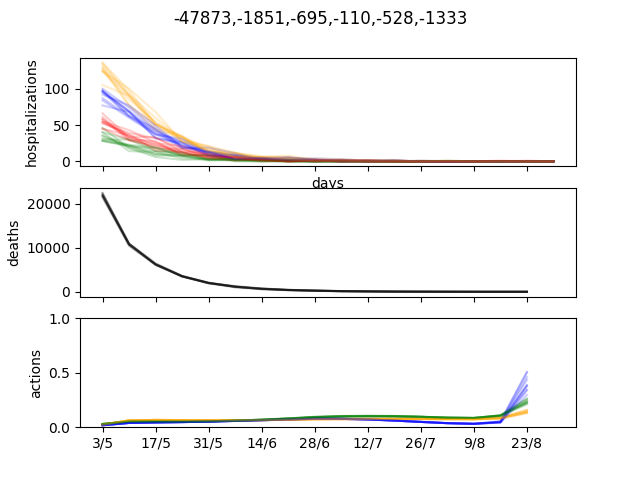 -47873,-1851,-695,-110,-528,-1333
hospitalizations
100
50
0
days
deaths
20000
10000
0
actions
1.0
0.5
0.0
3/5 17/5 31/5 14/6 28/6 12/7 26/7 9/8 23/8